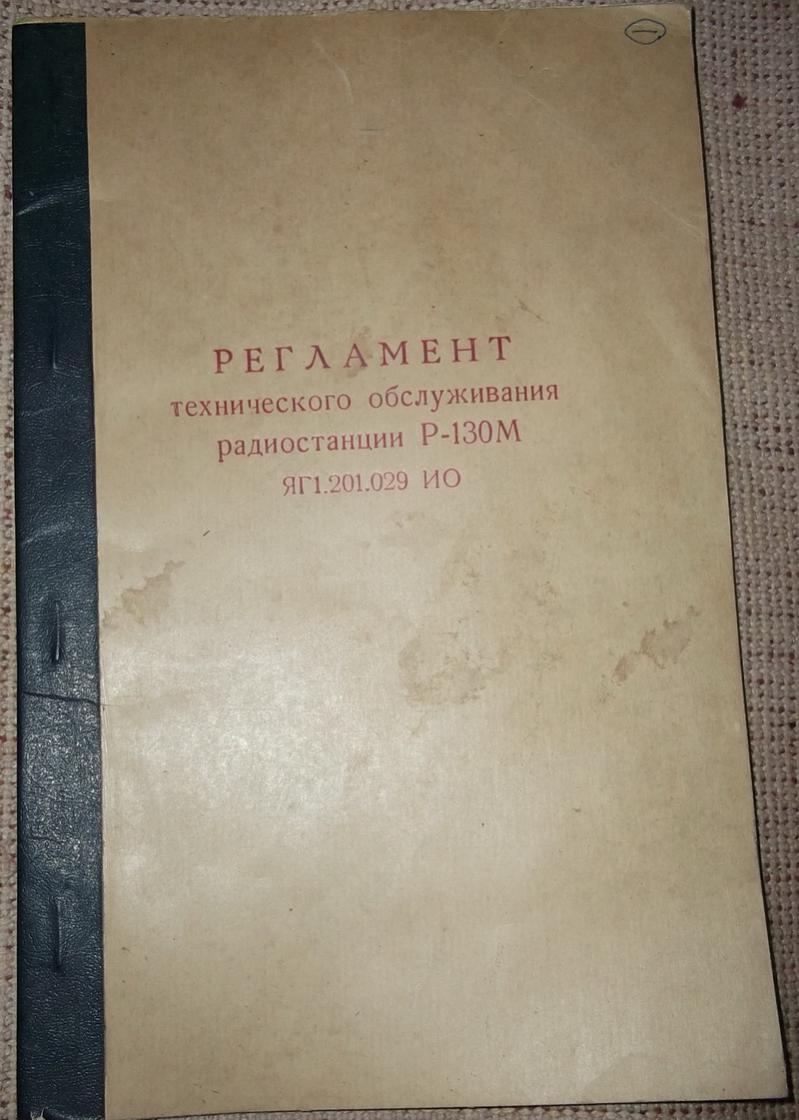 РЕГЛАМЕНТ
технического обслуживания
радиостанции Р-130М
ЯГ1.201.029 ИО